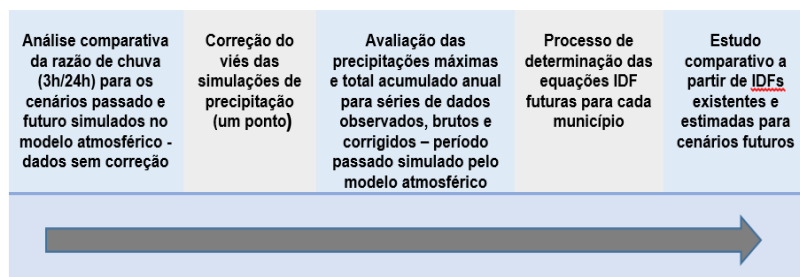 Análise comparativa
da razão de chuva
(3h/24h) para os
cenários passado e
futuro simulados no
modelo atmosférico -
dados sem correção
Correção do
viés das
simulações de
precipitação
(um ponto)
Avaliação das
precipitações máximas
e total acumulado anual
para séries de dados
observados, brutos e
corrigidos – período
passado simulado pelo
modelo atmosférico
Processo de
determinação das
equações IDF
futuras para cada
município
Estudo
comparativo a
partir de IDFs
existentes e
estimadas para
cenários futuros